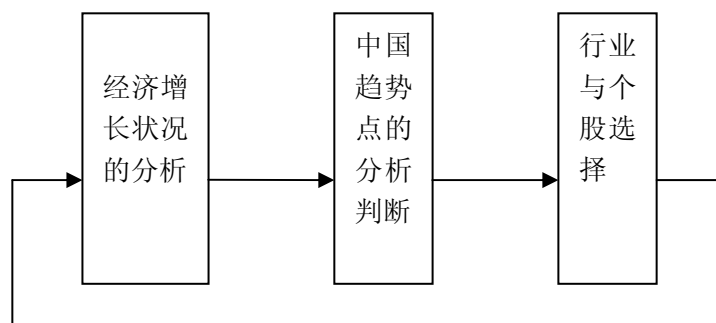 经济增
长状况
的分析
中国
趋势
点的
分析
判断
行业
与个
股选
择